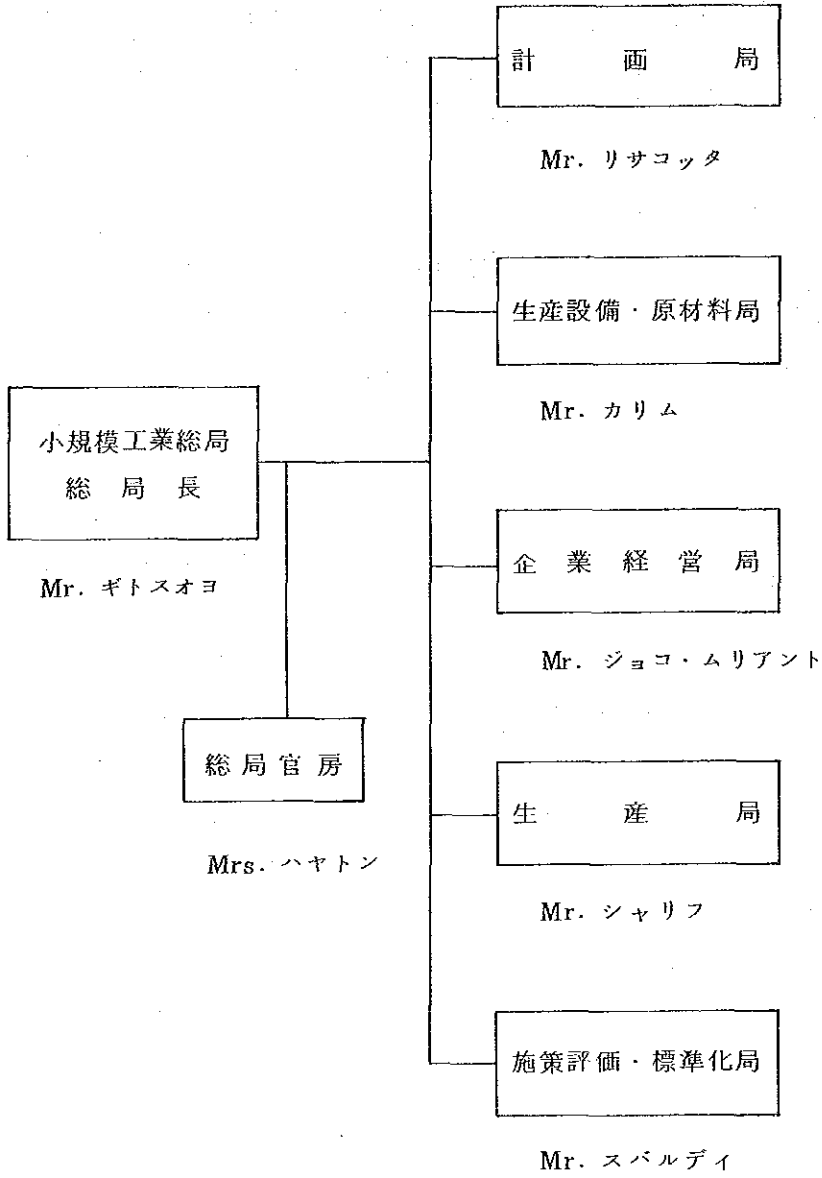 計画局
Mr. リサコッタ
生産設備・原材料局
Mr. カリム
小規模工業総局
総局長
Mr. ギトスオヨ
企業経営局
Mr. ジョコ・ムリアント
総局官房
Mrs. ハヤトン
生産局
Mr. シャリフ
施策評価・標準化局
Mr. スバルディ